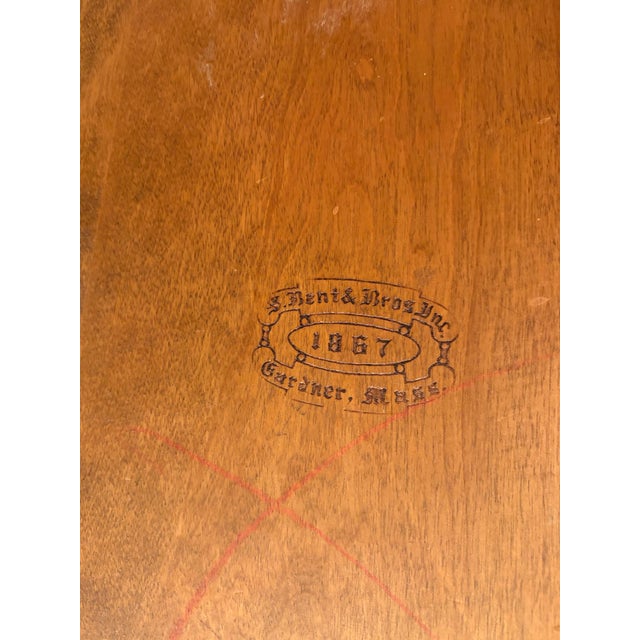 S. Bent & Bros. Inc.
1867
Gardner, Mass.